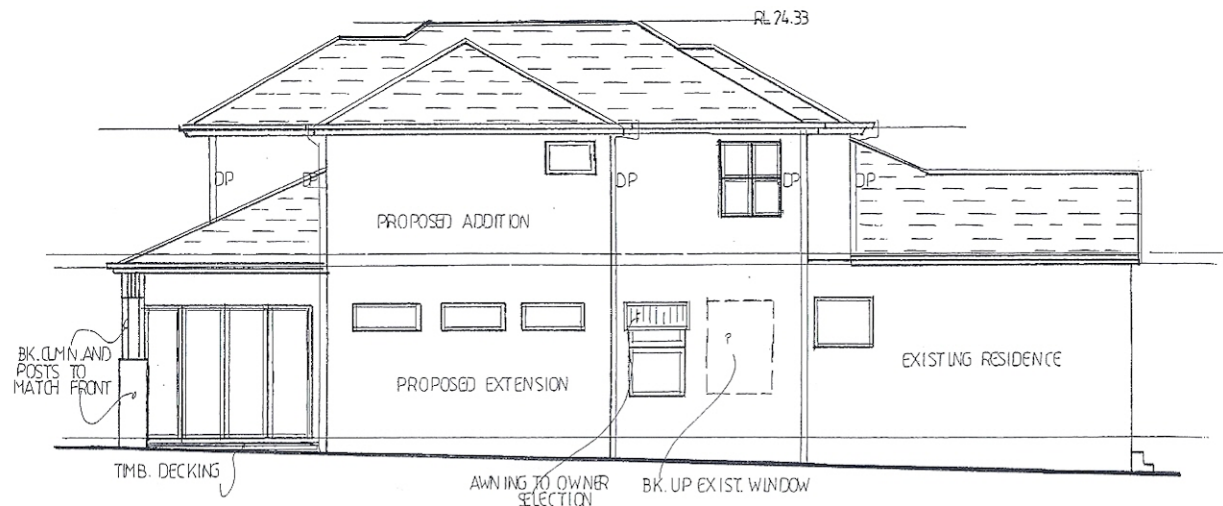 RL 74.33
DP
DP
DP
DP
DP
PROPOSED ADDITION
BK. CLMN. AND
POSTS TO
MATCH FRONT
PROPOSED EXTENSION
?
EXISTING RESIDENCE
TIMB. DECKING
AWNING TO OWNER
SELECTION
BK. UP EXIST. WINDOW